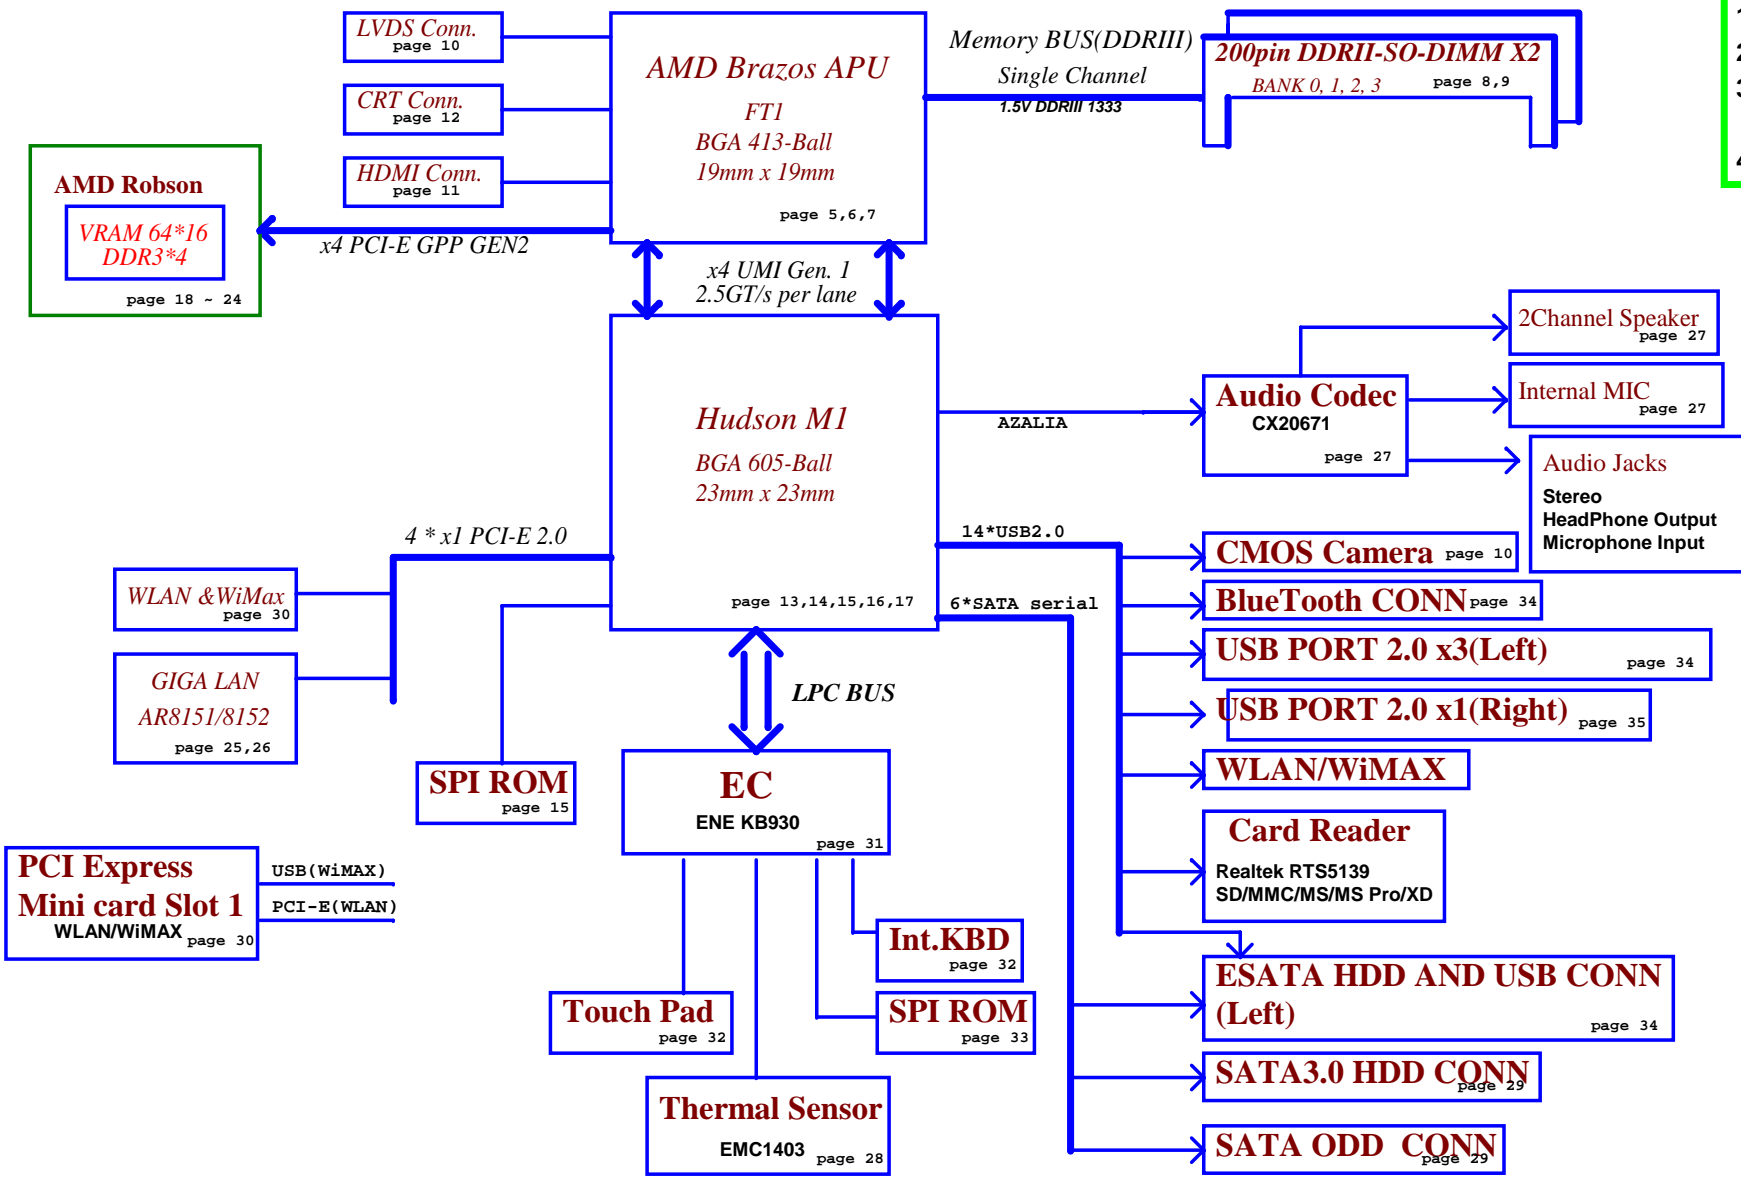 LVDS Conn.
page 10
CRT Conn.
page 12
HDMI Conn.
page 11
AMD Brazos APU
FT1
BGA 413-Ball
19mm x 19mm
page 5,6,7
Memory BUS(DDRIII)
Single Channel
1.5V DDRIII 1333
200pin DDRII-SO-DIMM X2
BANK 0, 1, 2, 3
page 8,9
AMD Robson
VRAM 64*16
DDR3*4
page 18 ~ 24
x4 PCI-E GPP GEN2
x4 UMI Gen. 1
2.5GT/s per lane
Hudson M1
BGA 605-Ball
23mm x 23mm
page 13,14,15,16,17
AZALIA
Audio Codec
CX20671
page 27
2Channel Speaker
page 27
Internal MIC
page 27
Audio Jacks
Stereo
HeadPhone Output
Microphone Input
4 * x1 PCI-E 2.0
WLAN &WiMax
page 30
GIGA LAN
AR8151/8152
page 25,26
SPI ROM
page 15
LPC BUS
14*USB2.0
6*SATA serial
CMOS Camera page 10
BlueTooth CONN page 34
USB PORT 2.0 x3(Left) page 34
USB PORT 2.0 x1(Right) page 35
WLAN/WiMAX
Card Reader
Realtek RTS5139
SD/MMC/MS/MS Pro/XD
ESATA HDD AND USB CONN
(Left)
page 34
SATA3.0 HDD CONN
page 29
SATA ODD CONN
page 29
EC
ENE KB930
page 31
PCI Express
Mini card Slot 1
WLAN/WiMAX
page 30
USB(WiMAX)
PCI-E(WLAN)
Int.KBD
page 32
Touch Pad
page 32
SPI ROM
page 33
Thermal Sensor
EMC1403
page 28